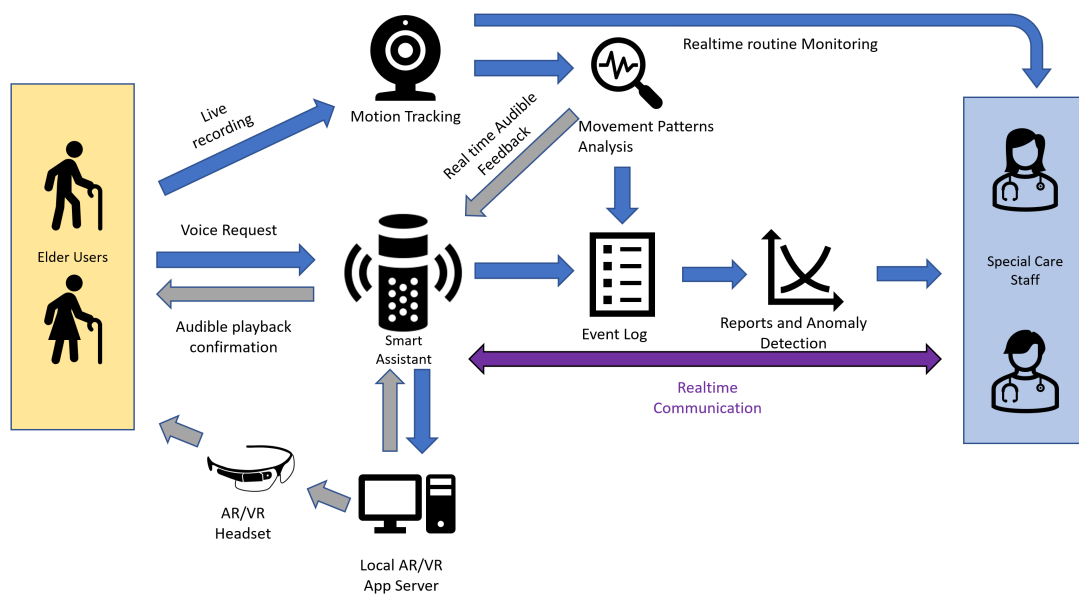 Realtime routine Monitoring
Live
recording
Motion Tracking
Real time Audible
Feedback
Movement Patterns
Analysis
Voice Request
Elder Users
Special Care
Staff
Audible playback
confirmation
Smart
Assistant
Event Log
Reports and Anomaly
Detection
Realtime
Communication
AR/VR
Headset
Local AR/VR
App Server